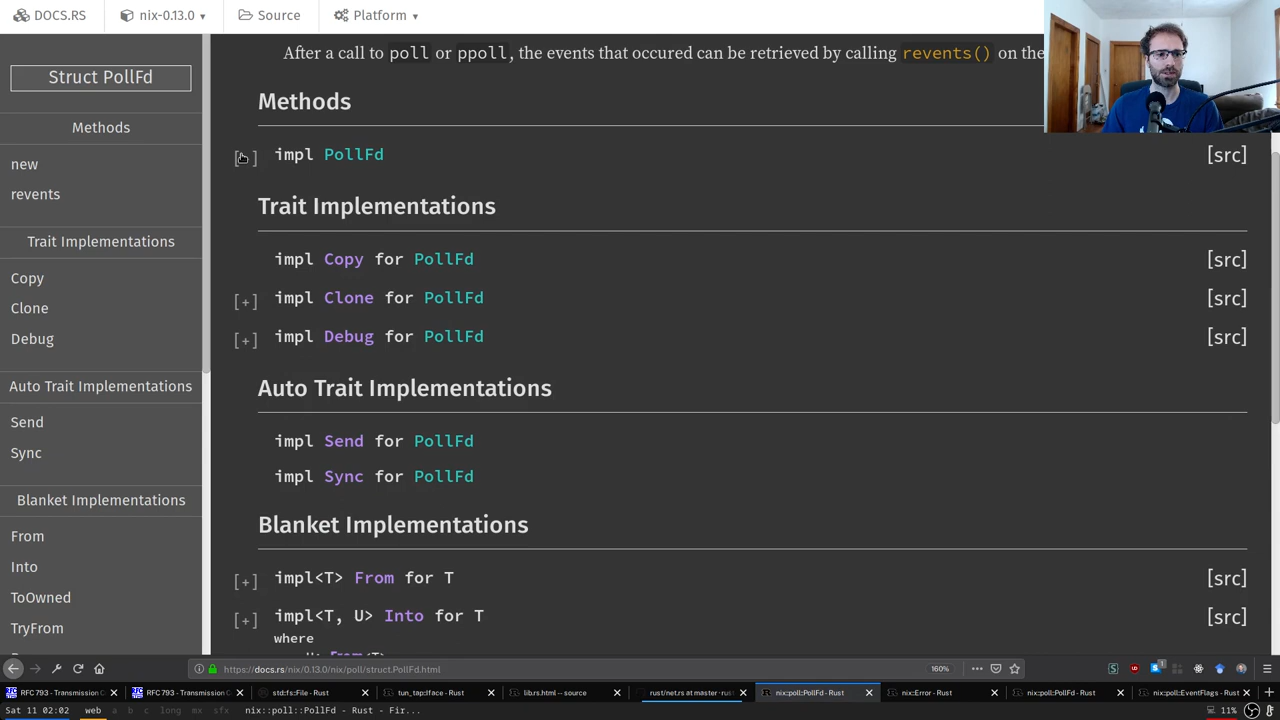 DOCS.RS
nix-0.13.0
Source
Platform
Struct PollFd
Methods
new
revents
Trait Implementations
Copy
Clone
Debug
Auto Trait Implementations
Send
Sync
Blanket Implementations
From
Into
ToOwned
TryFrom
After a call to poll or ppoll, the events that occured can be retrieved by calling revents() on the
Methods
impl PollFd
[src]
Trait Implementations
impl Copy for PollFd
[src]
[+] impl Clone for PollFd
[src]
[+] impl Debug for PollFd
[src]
Auto Trait Implementations
impl Send for PollFd
impl Sync for PollFd
Blanket Implementations
[+] impl<T> From for T
[src]
[+] impl<T, U> Into for T
[src]
where
https://docs.rs/nix/0.13.0/nix/poll/struct.PollFd.html
160%
RFC 793 - Transmission C
RFC 793 - Transmission C
std::fs::File - Rust
tun_tap::Iface - Rust
lib.rs.html -- source
rust/net.rs at master · rust
nix::poll::PollFd - Rust
nix::Error - Rust
nix::poll::PollFd - Rust
nix::poll::EventFlags - Rust
Sat 11 May 02:02
web
a
b
c
long
mx
sfx
nix::poll::PollFd - Rust - Fir...
11%